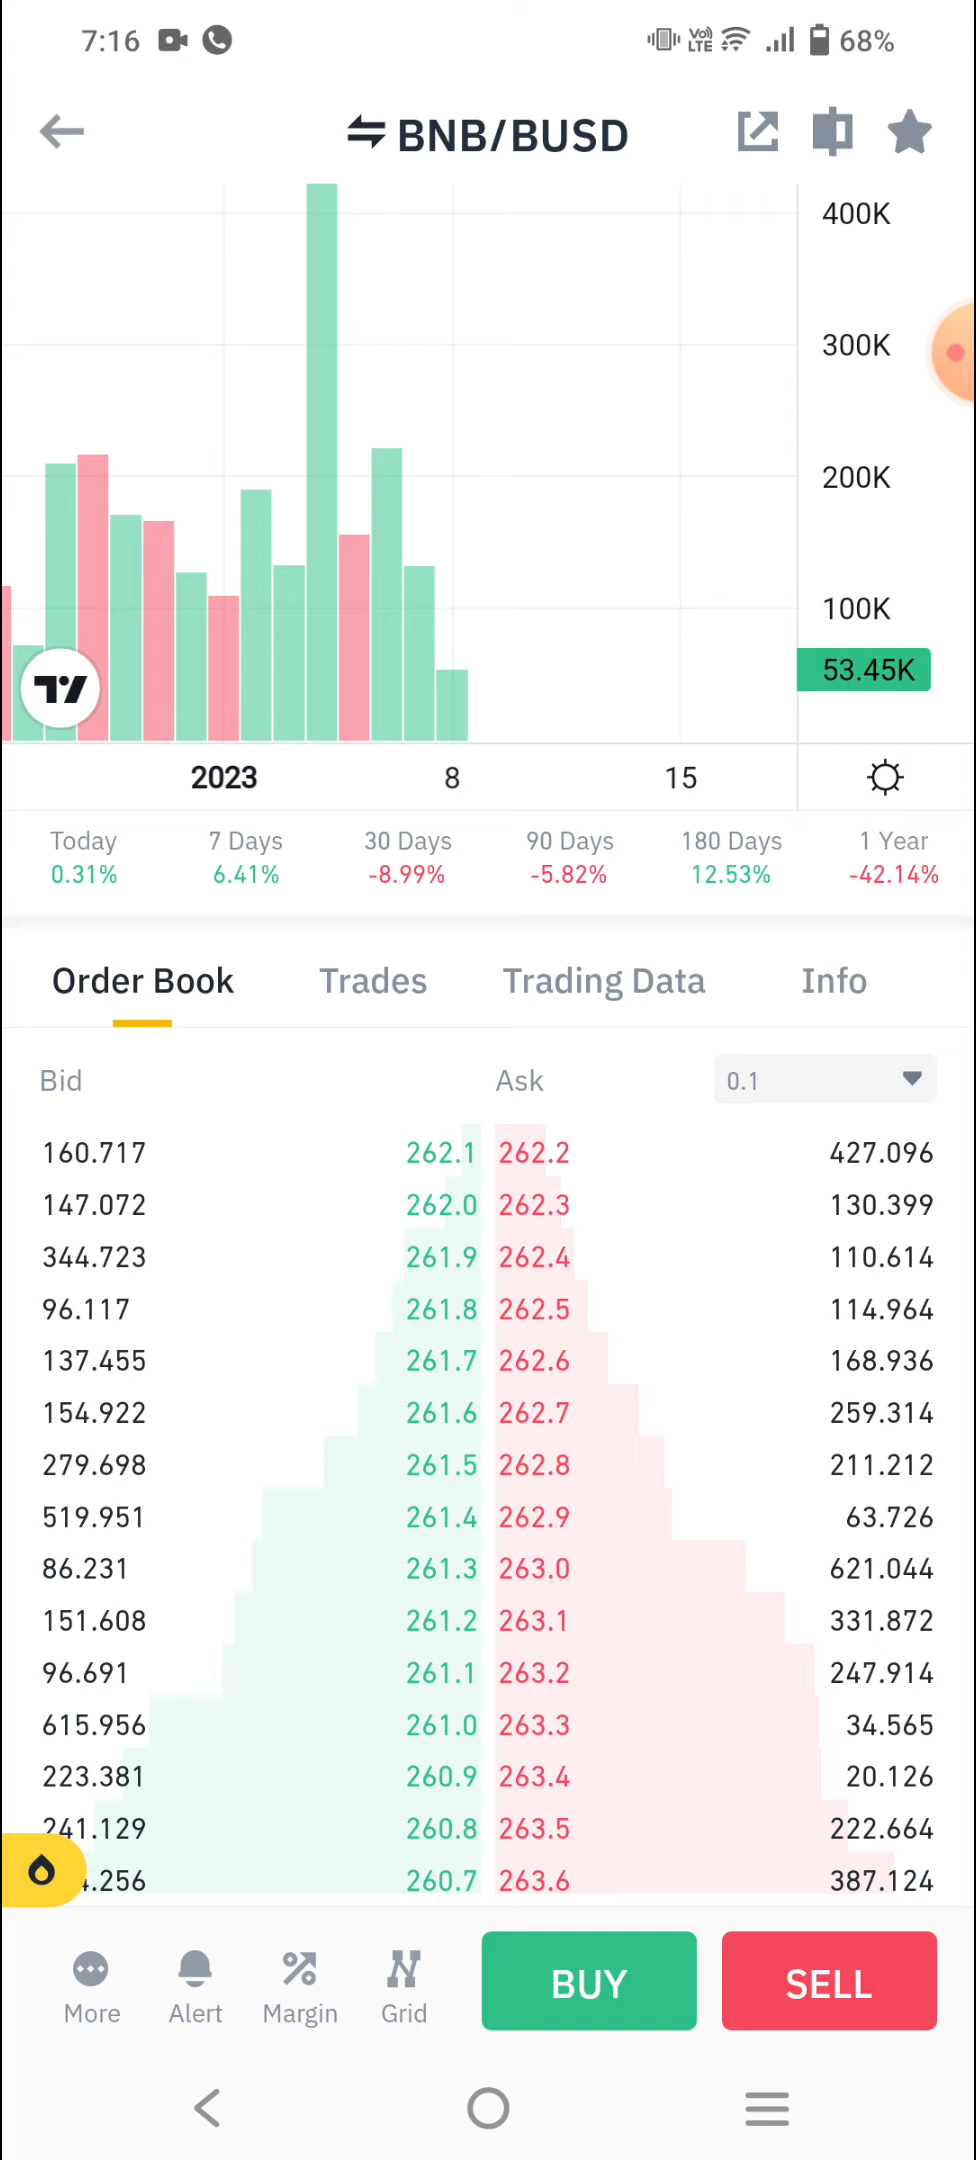 7:16 Vo) LTE 68%
BNB/BUSD
400K
300K
200K
100K
53.45K
2023 8 15
Today 7 Days 30 Days 90 Days 180 Days 1 Year
0.31% 6.41% -8.99% -5.82% 12.53% -42.14%
Order Book Trades Trading Data Info
Bid Ask 0.1
160.717 262.1 262.2 427.096
147.072 262.0 262.3 130.399
344.723 261.9 262.4 110.614
96.117 261.8 262.5 114.964
137.455 261.7 262.6 168.936
154.922 261.6 262.7 259.314
279.698 261.5 262.8 211.212
519.951 261.4 262.9 63.726
86.231 261.3 263.0 621.044
151.608 261.2 263.1 331.872
96.691 261.1 263.2 247.914
615.956 261.0 263.3 34.565
223.381 260.9 263.4 20.126
241.129 260.8 263.5 222.664
.256 260.7 263.6 387.124
More Alert Margin Grid BUY SELL